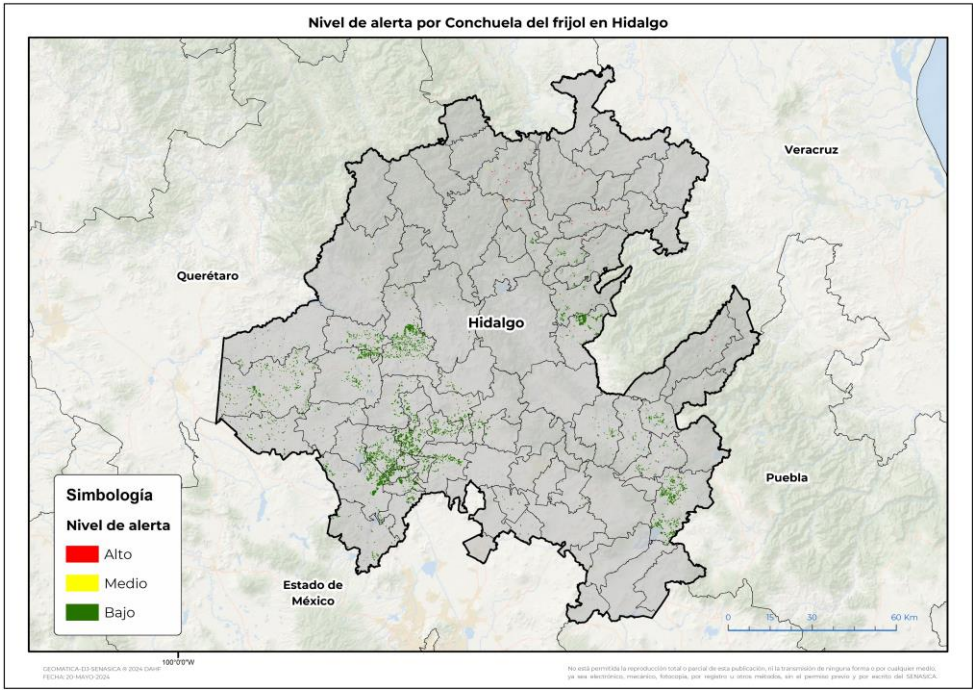 Nivel de alerta por Conchuela del frijol en Hidalgo
Veracruz
Querétaro
Hidalgo
Puebla
Estado de
México
Simbología
Nivel de alerta
Alto
Medio
Bajo
0 15 30 60 Km
100°0'0"W
GEOMATICA-DJ-SENASICA ® 2024 OAHF
FECHA: 20-MAYO-2024
No está permitida la reproducción total o parcial de esta publicación, ni la transmisión de ninguna forma o por cualquier medio,
ya sea electrónico, mecánico, fotocopia, por registro u otros métodos, sin el permiso previo y por escrito del SENASICA.